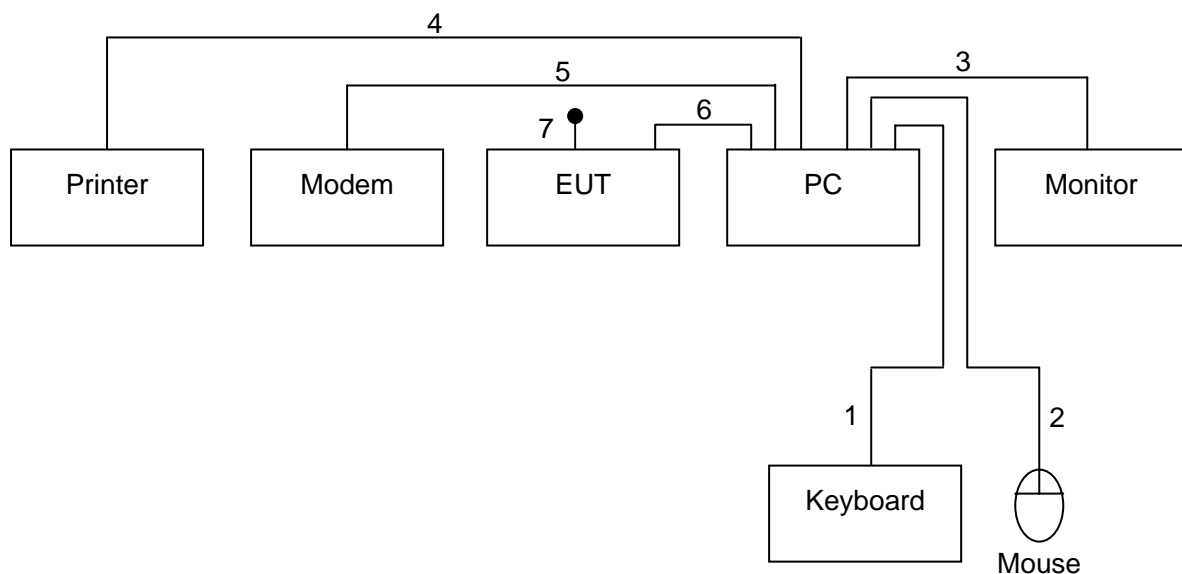 4
5
3
7
6
Printer
Modem
EUT
PC
Monitor
1
2
Keyboard
Mouse